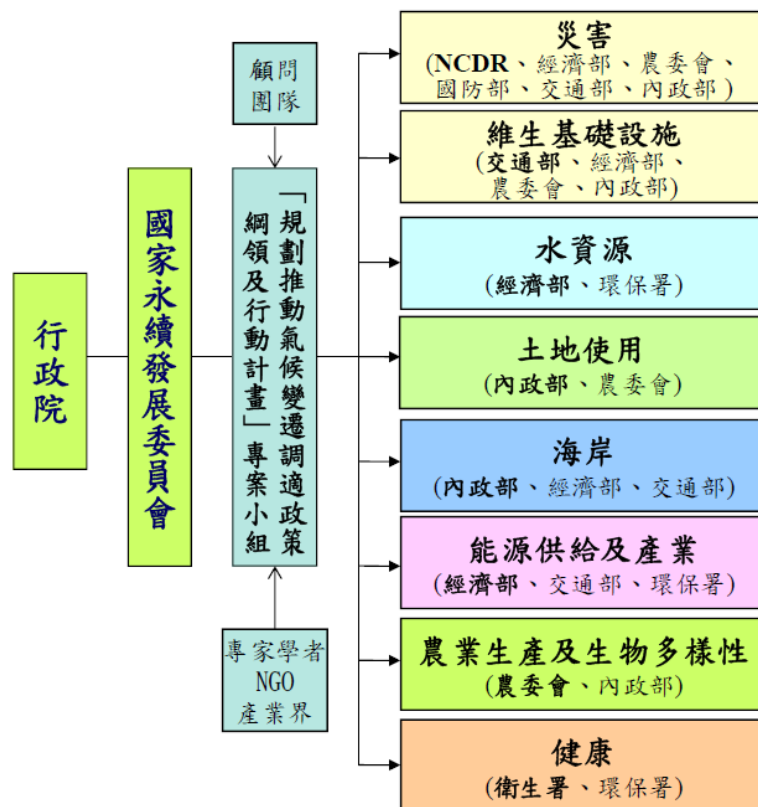 行政院
國家永續發展委員會
顧問
團隊
「規劃推動氣候變遷調適政策
綱領及行動計畫」專案小組
專家學者
NGO
產業界
災害
(NCDR、經濟部、農委會、
國防部、交通部、內政部)
維生基礎設施
(交通部、經濟部、
農委會、內政部)
水資源
(經濟部、環保署)
土地使用
(內政部、農委會)
海岸
(內政部、經濟部、交通部)
能源供給及產業
(經濟部、交通部、環保署)
農業生產及生物多樣性
(農委會、內政部)
健康
(衛生署、環保署)